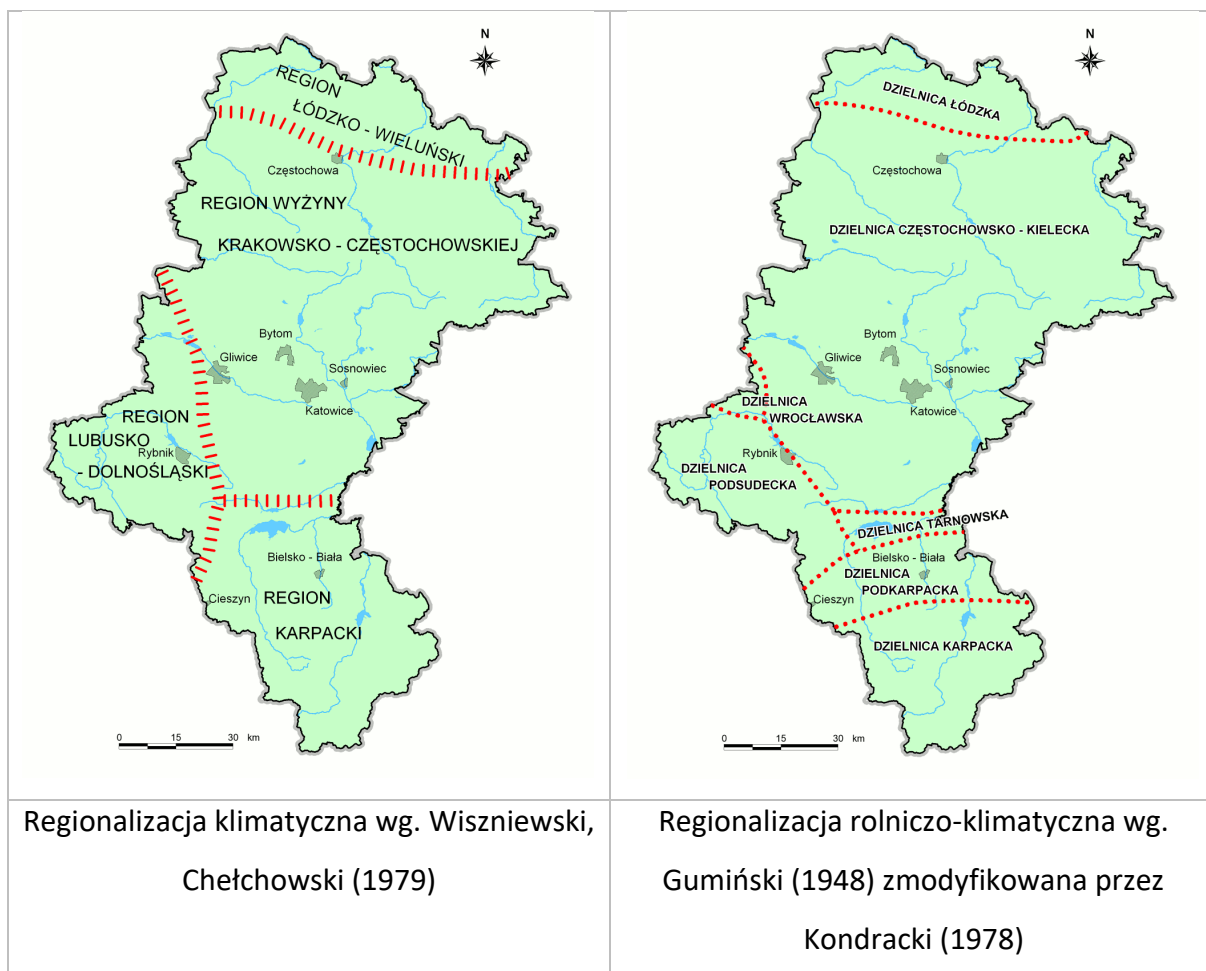 N
REGION
ŁÓDZKO - WIELUŃSKI
Częstochowa
REGION WYŻYNY
KRAKOWSKO - CZĘSTOCHOWSKIEJ
Bytom
Gliwice
Sosnowiec
Katowice
REGION
LUBUSKO
- DOLNOŚLĄSKI
Rybnik
Bielsko - Biała
Cieszyn
REGION
KARPACKI
0 15 30 km
Regionalizacja klimatyczna wg. Wiszniewski,
Chełchowski (1979)
N
DZIELNICA ŁÓDZKA
Częstochowa
DZIELNICA CZĘSTOCHOWSKO - KIELECKA
Bytom
Gliwice
Sosnowiec
Katowice
DZIELNICA
WROCŁAWSKA
Rybnik
DZIELNICA
PODSUDECKA
DZIELNICA TARNOWSKA
Bielsko - Biała
DZIELNICA
PODKARPACKA
Cieszyn
DZIELNICA KARPACKA
0 15 30 km
Regionalizacja rolniczo-klimatyczna wg.
Gumiński (1948) zmodyfikowana przez
Kondracki (1978)